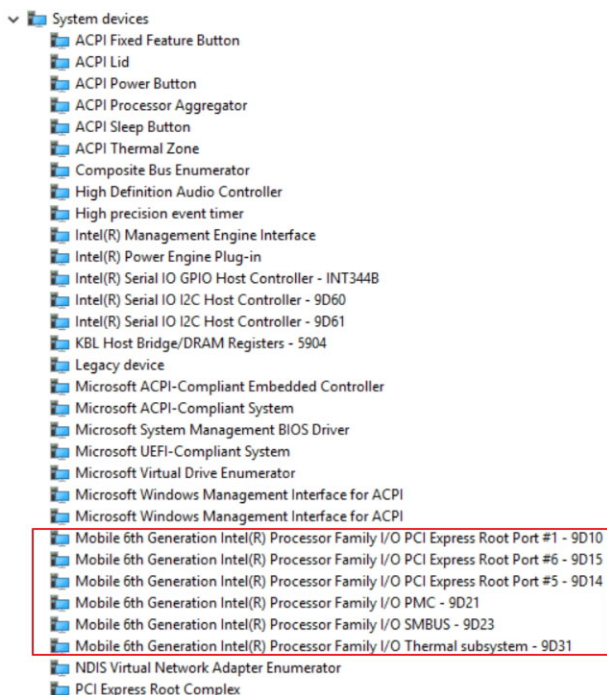 System devices
ACPI Fixed Feature Button
ACPI Lid
ACPI Power Button
ACPI Processor Aggregator
ACPI Sleep Button
ACPI Thermal Zone
Composite Bus Enumerator
High Definition Audio Controller
High precision event timer
Intel(R) Management Engine Interface
Intel(R) Power Engine Plug-in
Intel(R) Serial IO GPIO Host Controller - INT344B
Intel(R) Serial IO I2C Host Controller - 9D60
Intel(R) Serial IO I2C Host Controller - 9D61
KBL Host Bridge/DRAM Registers - 5904
Legacy device
Microsoft ACPI-Compliant Embedded Controller
Microsoft ACPI-Compliant System
Microsoft System Management BIOS Driver
Microsoft UEFI-Compliant System
Microsoft Virtual Drive Enumerator
Microsoft Windows Management Interface for ACPI
Microsoft Windows Management Interface for ACPI
Mobile 6th Generation Intel(R) Processor Family I/O PCI Express Root Port #1 - 9D10
Mobile 6th Generation Intel(R) Processor Family I/O PCI Express Root Port #6 - 9D15
Mobile 6th Generation Intel(R) Processor Family I/O PCI Express Root Port #5 - 9D14
Mobile 6th Generation Intel(R) Processor Family I/O PMC - 9D21
Mobile 6th Generation Intel(R) Processor Family I/O SMBUS - 9D23
Mobile 6th Generation Intel(R) Processor Family I/O Thermal subsystem - 9D31
NDIS Virtual Network Adapter Enumerator
PCI Express Root Complex